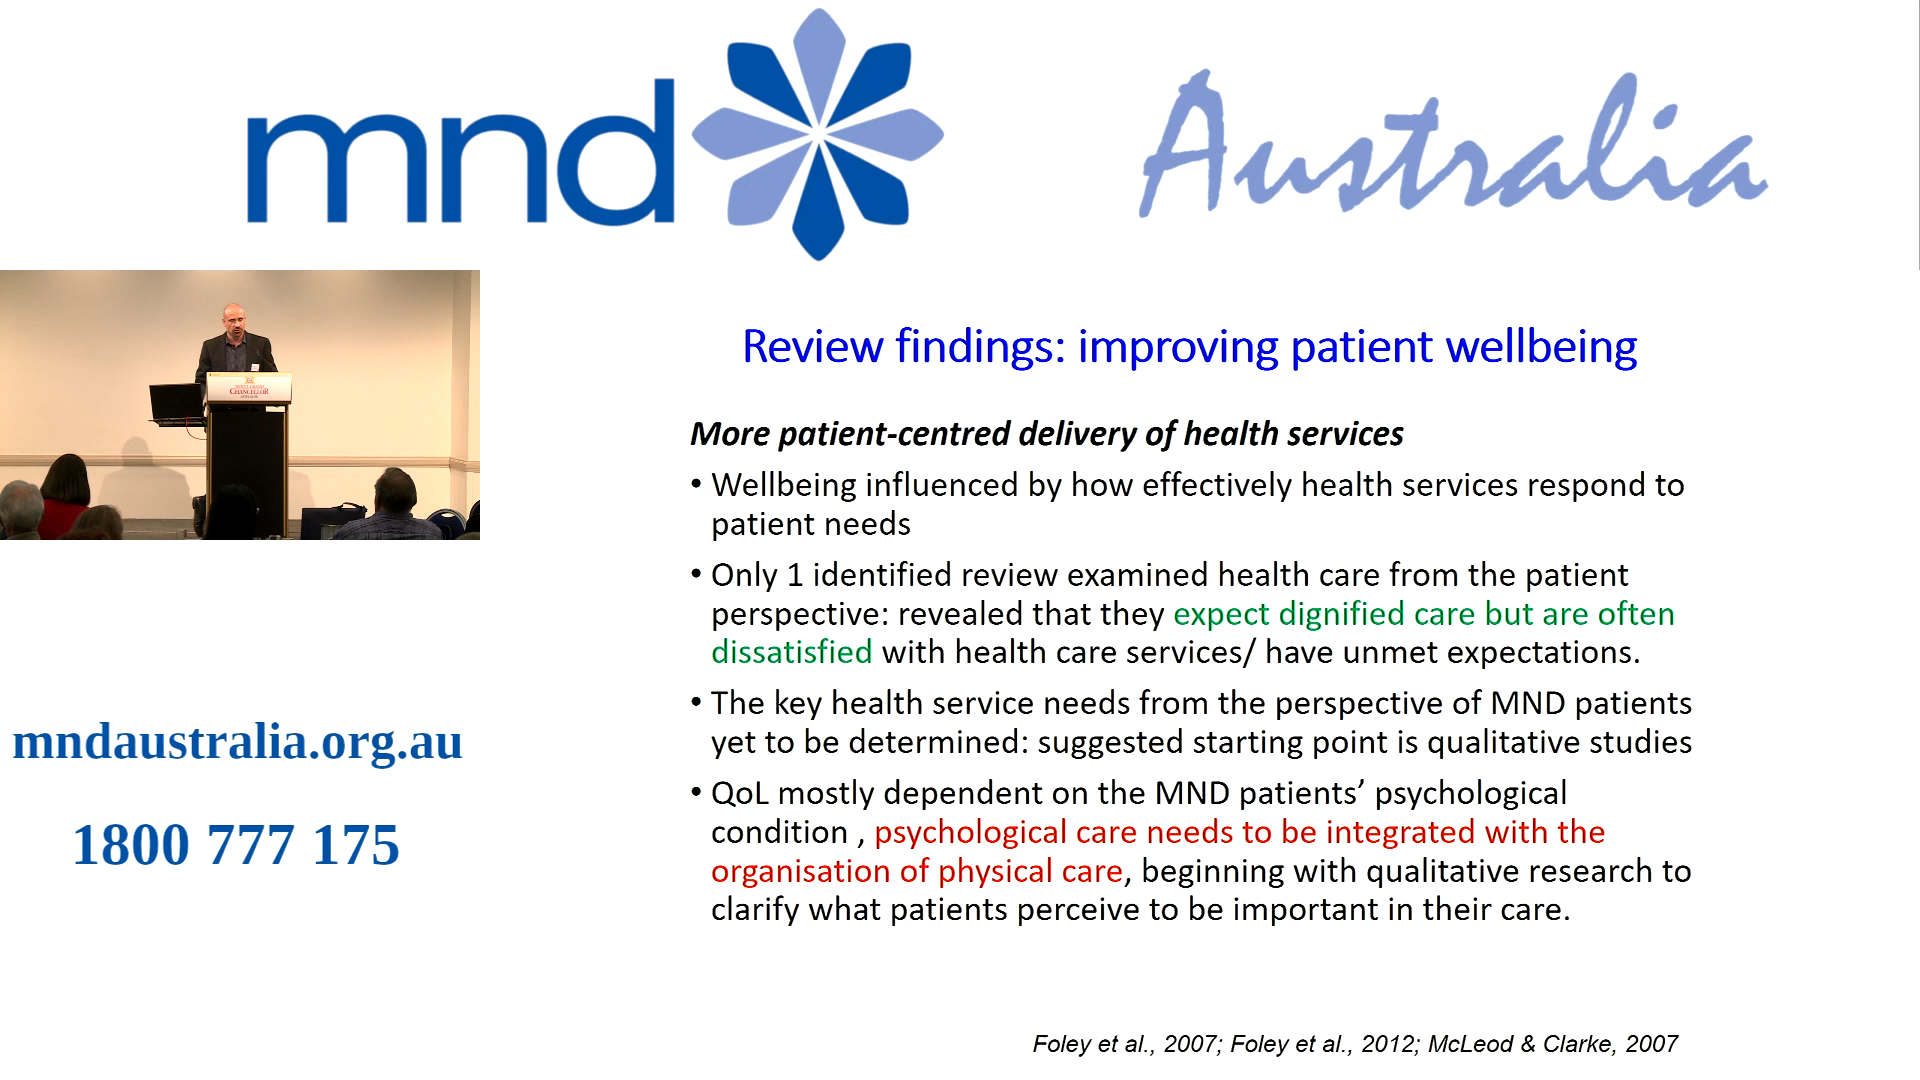 mnd Australia
HOTEL GRAND
CHANCELLOR
ADELAIDE
mndaustralia.org.au
1800 777 175
Review findings: improving patient wellbeing
More patient-centred delivery of health services
• Wellbeing influenced by how effectively health services respond to
patient needs
• Only 1 identified review examined health care from the patient
perspective: revealed that they expect dignified care but are often
dissatisfied with health care services/ have unmet expectations.
• The key health service needs from the perspective of MND patients
yet to be determined: suggested starting point is qualitative studies
• QoL mostly dependent on the MND patients’ psychological
condition , psychological care needs to be integrated with the
organisation of physical care, beginning with qualitative research to
clarify what patients perceive to be important in their care.
Foley et al., 2007; Foley et al., 2012; McLeod & Clarke, 2007